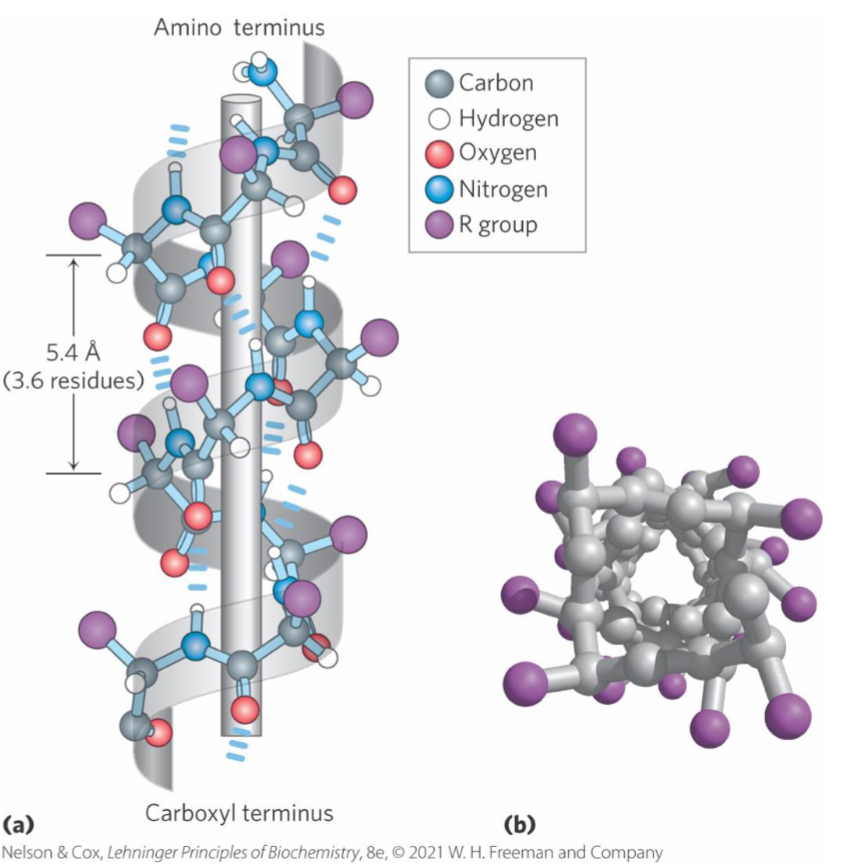 Amino terminus
Carbon
Hydrogen
Oxygen
Nitrogen
R group
5.4 Å
(3.6 residues)
Carboxyl terminus
(a)
(b)
Nelson & Cox, Lehninger Principles of Biochemistry, 8e, © 2021 W. H. Freeman and Company